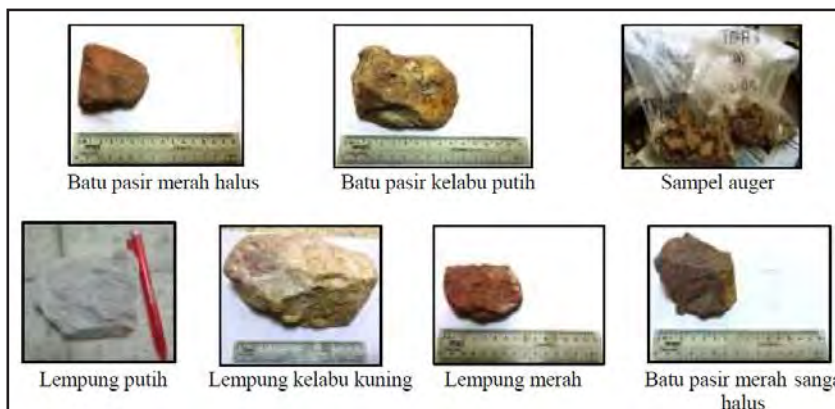 Batu pasir merah halus
Batu pasir kelabu putih
Sampel auger
Lempung putih
Lempung kelabu kuning
Lempung merah
Batu pasir merah sanga
halus